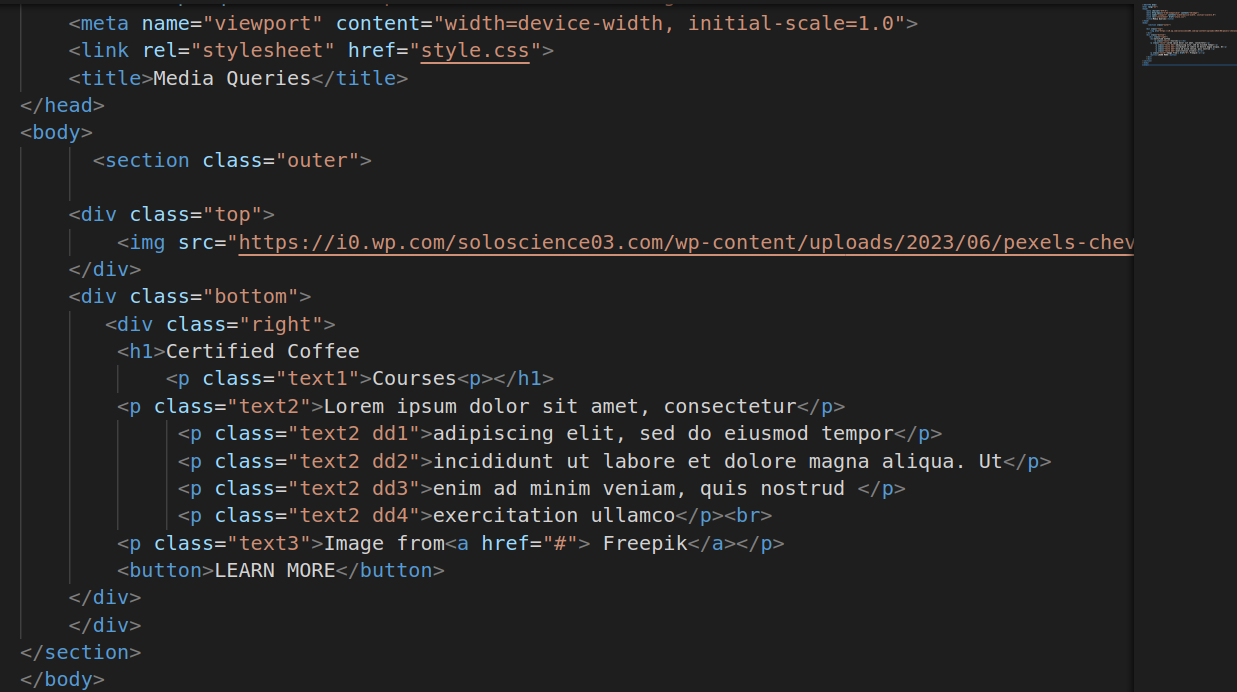 <meta name="viewport" content="width=device-width, initial-scale=1.0">
<link rel="stylesheet" href="style.css">
<title>Media Queries</title>
</head>
<body>
<section class="outer">
<div class="top">
<img src="https://i0.wp.com/soloscience03.com/wp-content/uploads/2023/06/pexels-chev
</div>
<div class="bottom">
<div class="right">
<h1>Certified Coffee
<p class="text1">Courses<p></h1>
<p class="text2">Lorem ipsum dolor sit amet, consectetur</p>
<p class="text2 dd1">adipiscing elit, sed do eiusmod tempor</p>
<p class="text2 dd2">incididunt ut labore et dolore magna aliqua. Ut</p>
<p class="text2 dd3">enim ad minim veniam, quis nostrud </p>
<p class="text2 dd4">exercitation ullamco</p><br>
<p class="text3">Image from<a href="#"> Freepik</a></p>
<button>LEARN MORE</button>
</div>
</div>
</section>
</body>